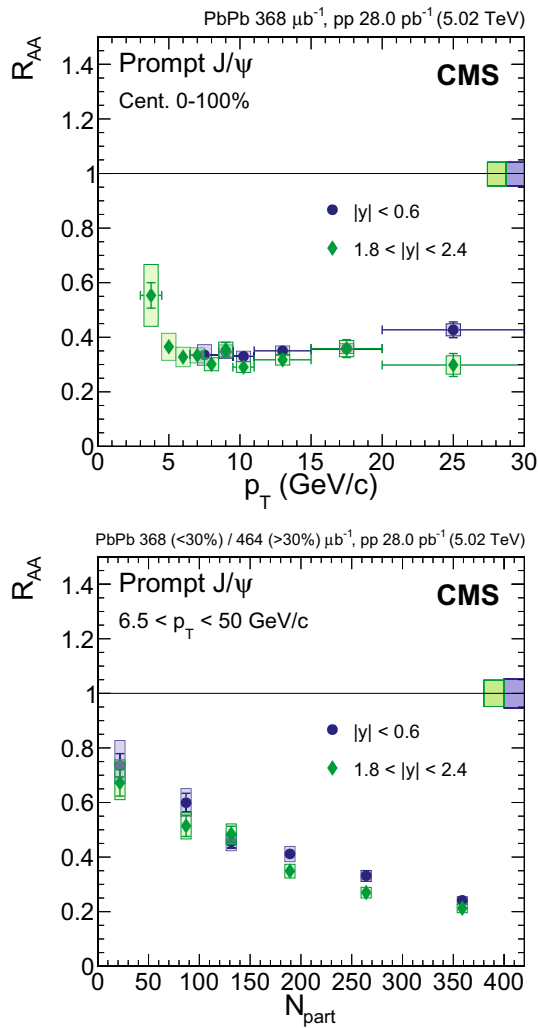 PbPb 368 μb⁻¹, pp 28.0 pb⁻¹ (5.02 TeV)
R_AA
1.4
Prompt J/ψ
CMS
Cent. 0-100%
1.2
1
|y| < 0.6
0.8
1.8 < |y| < 2.4
0.6
0.4
0.2
0
0 5 10 15 20 25 30
p_T (GeV/c)
PbPb 368 (<30%) / 464 (>30%) μb⁻¹, pp 28.0 pb⁻¹ (5.02 TeV)
R_AA
1.4
Prompt J/ψ
CMS
6.5 < p_T < 50 GeV/c
1.2
1
|y| < 0.6
0.8
1.8 < |y| < 2.4
0.6
0.4
0.2
0
0 50 100 150 200 250 300 350 400
N_part